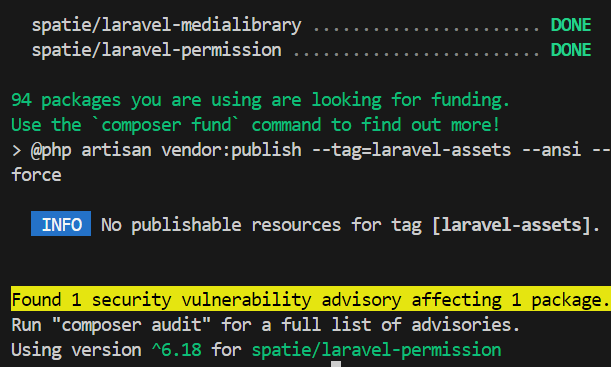 spatie/laravel-medialibrary ....................... DONE
spatie/laravel-permission ......................... DONE
94 packages you are using are looking for funding.
Use the `composer fund` command to find out more!
> @php artisan vendor:publish --tag=laravel-assets --ansi --
force
INFO No publishable resources for tag [laravel-assets].
Found 1 security vulnerability advisory affecting 1 package.
Run "composer audit" for a full list of advisories.
Using version ^6.18 for spatie/laravel-permission